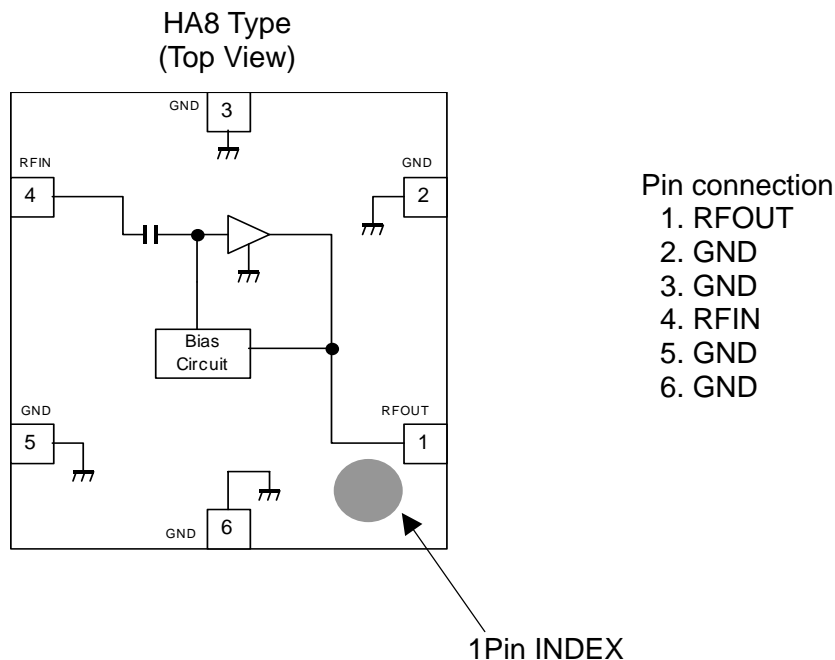 HA8 Type
(Top View)
GND
3
RFIN
4
GND
2
Bias
Circuit
GND
5
RFOUT
1
GND
6
1Pin INDEX
Pin connection
1. RFOUT
2. GND
3. GND
4. RFIN
5. GND
6. GND